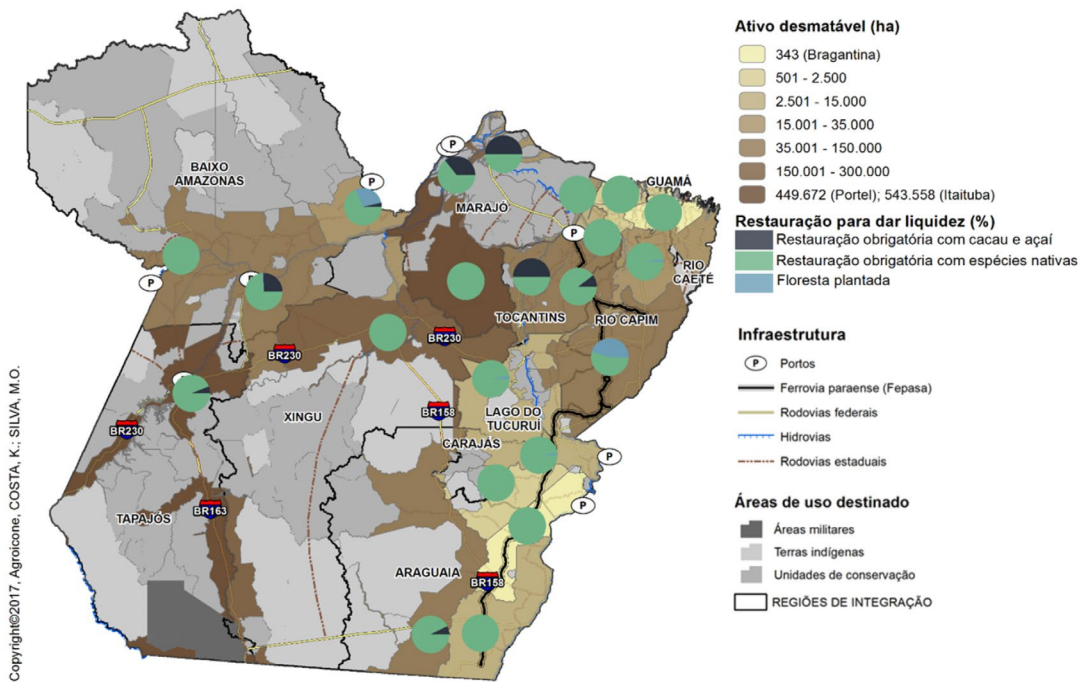 BAIXO
AMAZONAS
P
P
P
MARAJÓ
GUAMÁ
P
RIO
CAETÉ
P
TOCANTINS
RIO CAPIM
BR230
BR230
XINGU
BR158
LAGO DO
TUCURUÍ
CARAJÁS
BR230
P
P
TAPAJÓS
BR163
ARAGUAIA
BR158
Copyright©2017, Agroicone, COSTA, K.; SILVA, M.O.
Ativo desmatável (ha)
343 (Bragantina)
501 - 2.500
2.501 - 15.000
15.001 - 35.000
35.001 - 150.000
150.001 - 300.000
449.672 (Portel); 543.558 (Itaituba)
Restauração para dar liquidez (%)
Restauração obrigatória com cacau e açaí
Restauração obrigatória com espécies nativas
Floresta plantada
Infraestrutura
P Portos
Ferrovia paraense (Fepasa)
Rodovias federais
Hidrovias
Rodovias estaduais
Áreas de uso destinado
Áreas militares
Terras indígenas
Unidades de conservação
REGIÕES DE INTEGRAÇÃO